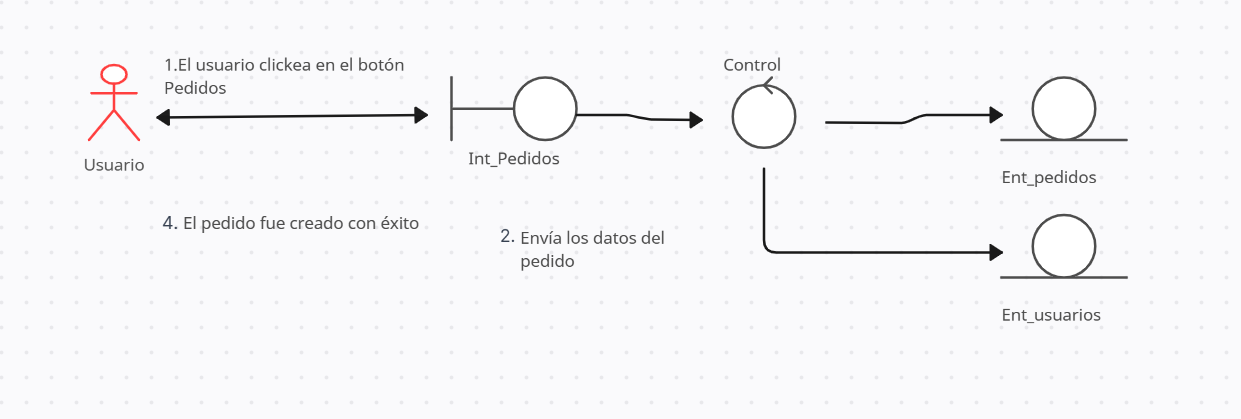 1.El usuario clickea en el botón
Pedidos
Control
Usuario
Int_Pedidos
Ent_pedidos
4. El pedido fue creado con éxito
2. Envía los datos del
pedido
Ent_usuarios